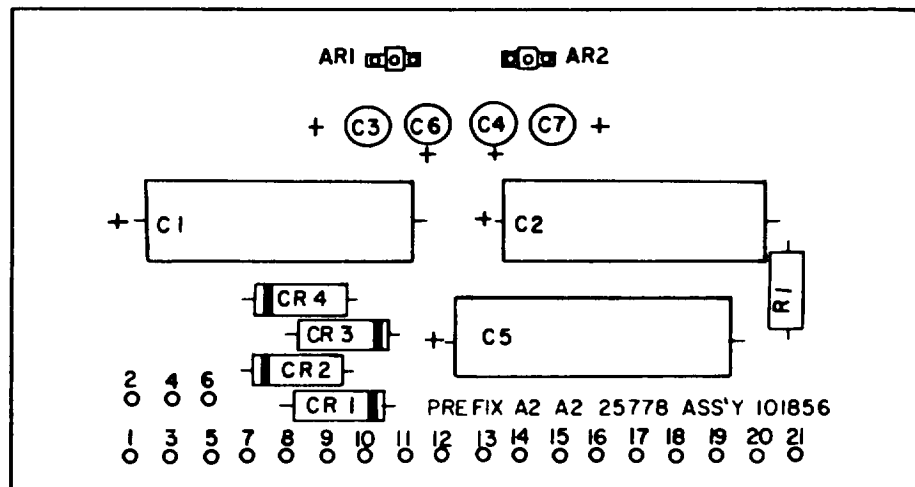 AR1 AR2
+ C3 C6 C4 C7 +
+ +
+ C1 + C2
R1
CR4
CR3 + C5
CR2
2 4 6
CR1 PREFIX A2 A2 25778 ASS'Y 101856
1 3 5 7 8 9 10 11 12 13 14 15 16 17 18 19 20 21